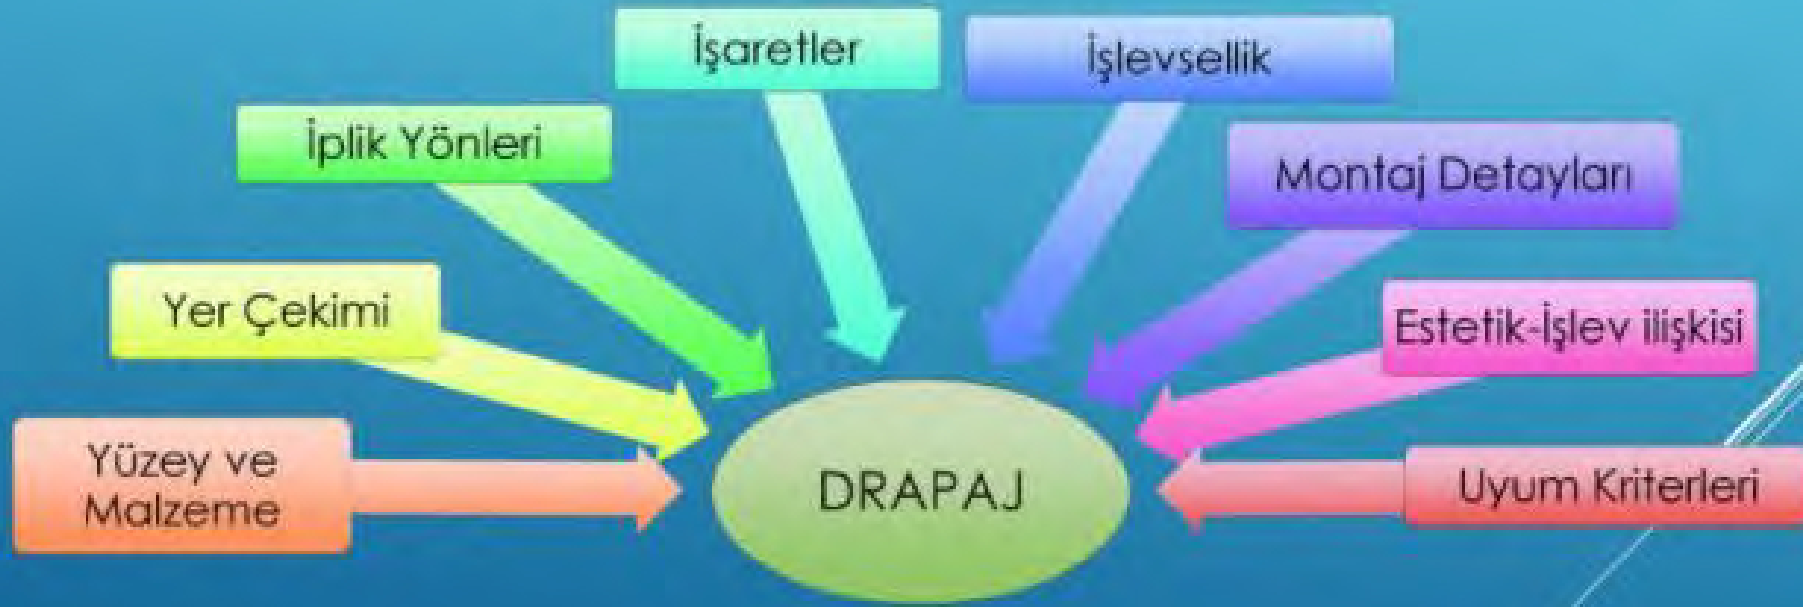 İşaretler
İşlevsellik
İplik Yönleri
Montaj Detayları
Yer Çekimi
Estetik-İşlev ilişkisi
Yüzey ve
Malzeme
DRAPAJ
Uyum Kriterleri